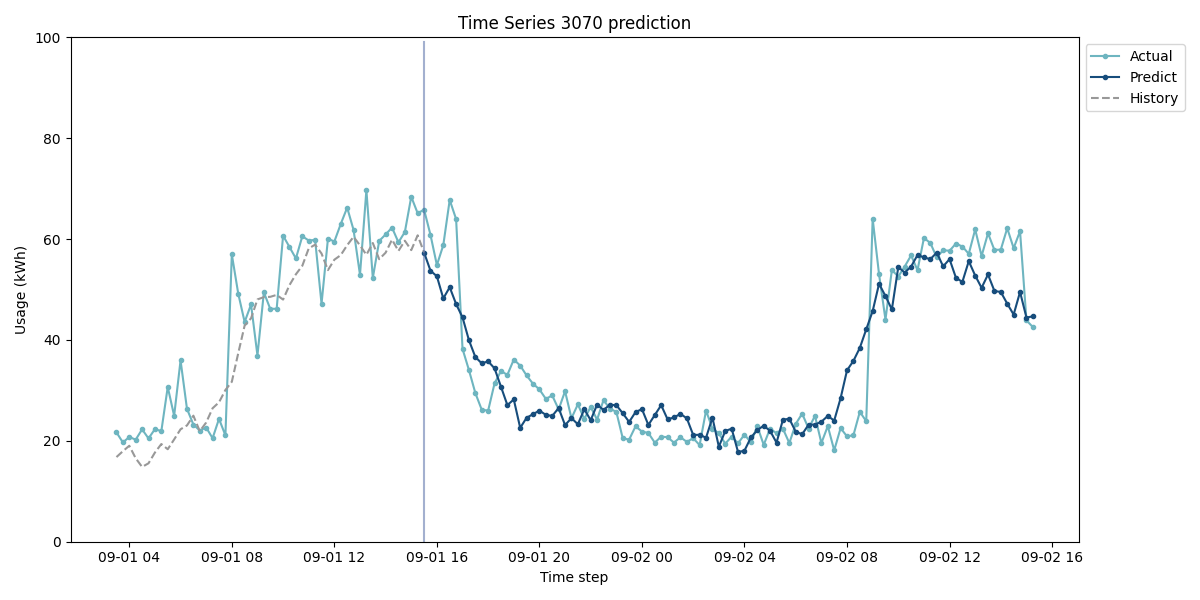 Time Series 3070 prediction
100
80
60
40
20
0
Usage (kWh)
09-01 04
09-01 08
09-01 12
09-01 16
09-01 20
09-02 00
09-02 04
09-02 08
09-02 12
09-02 16
Time step
Actual
Predict
History